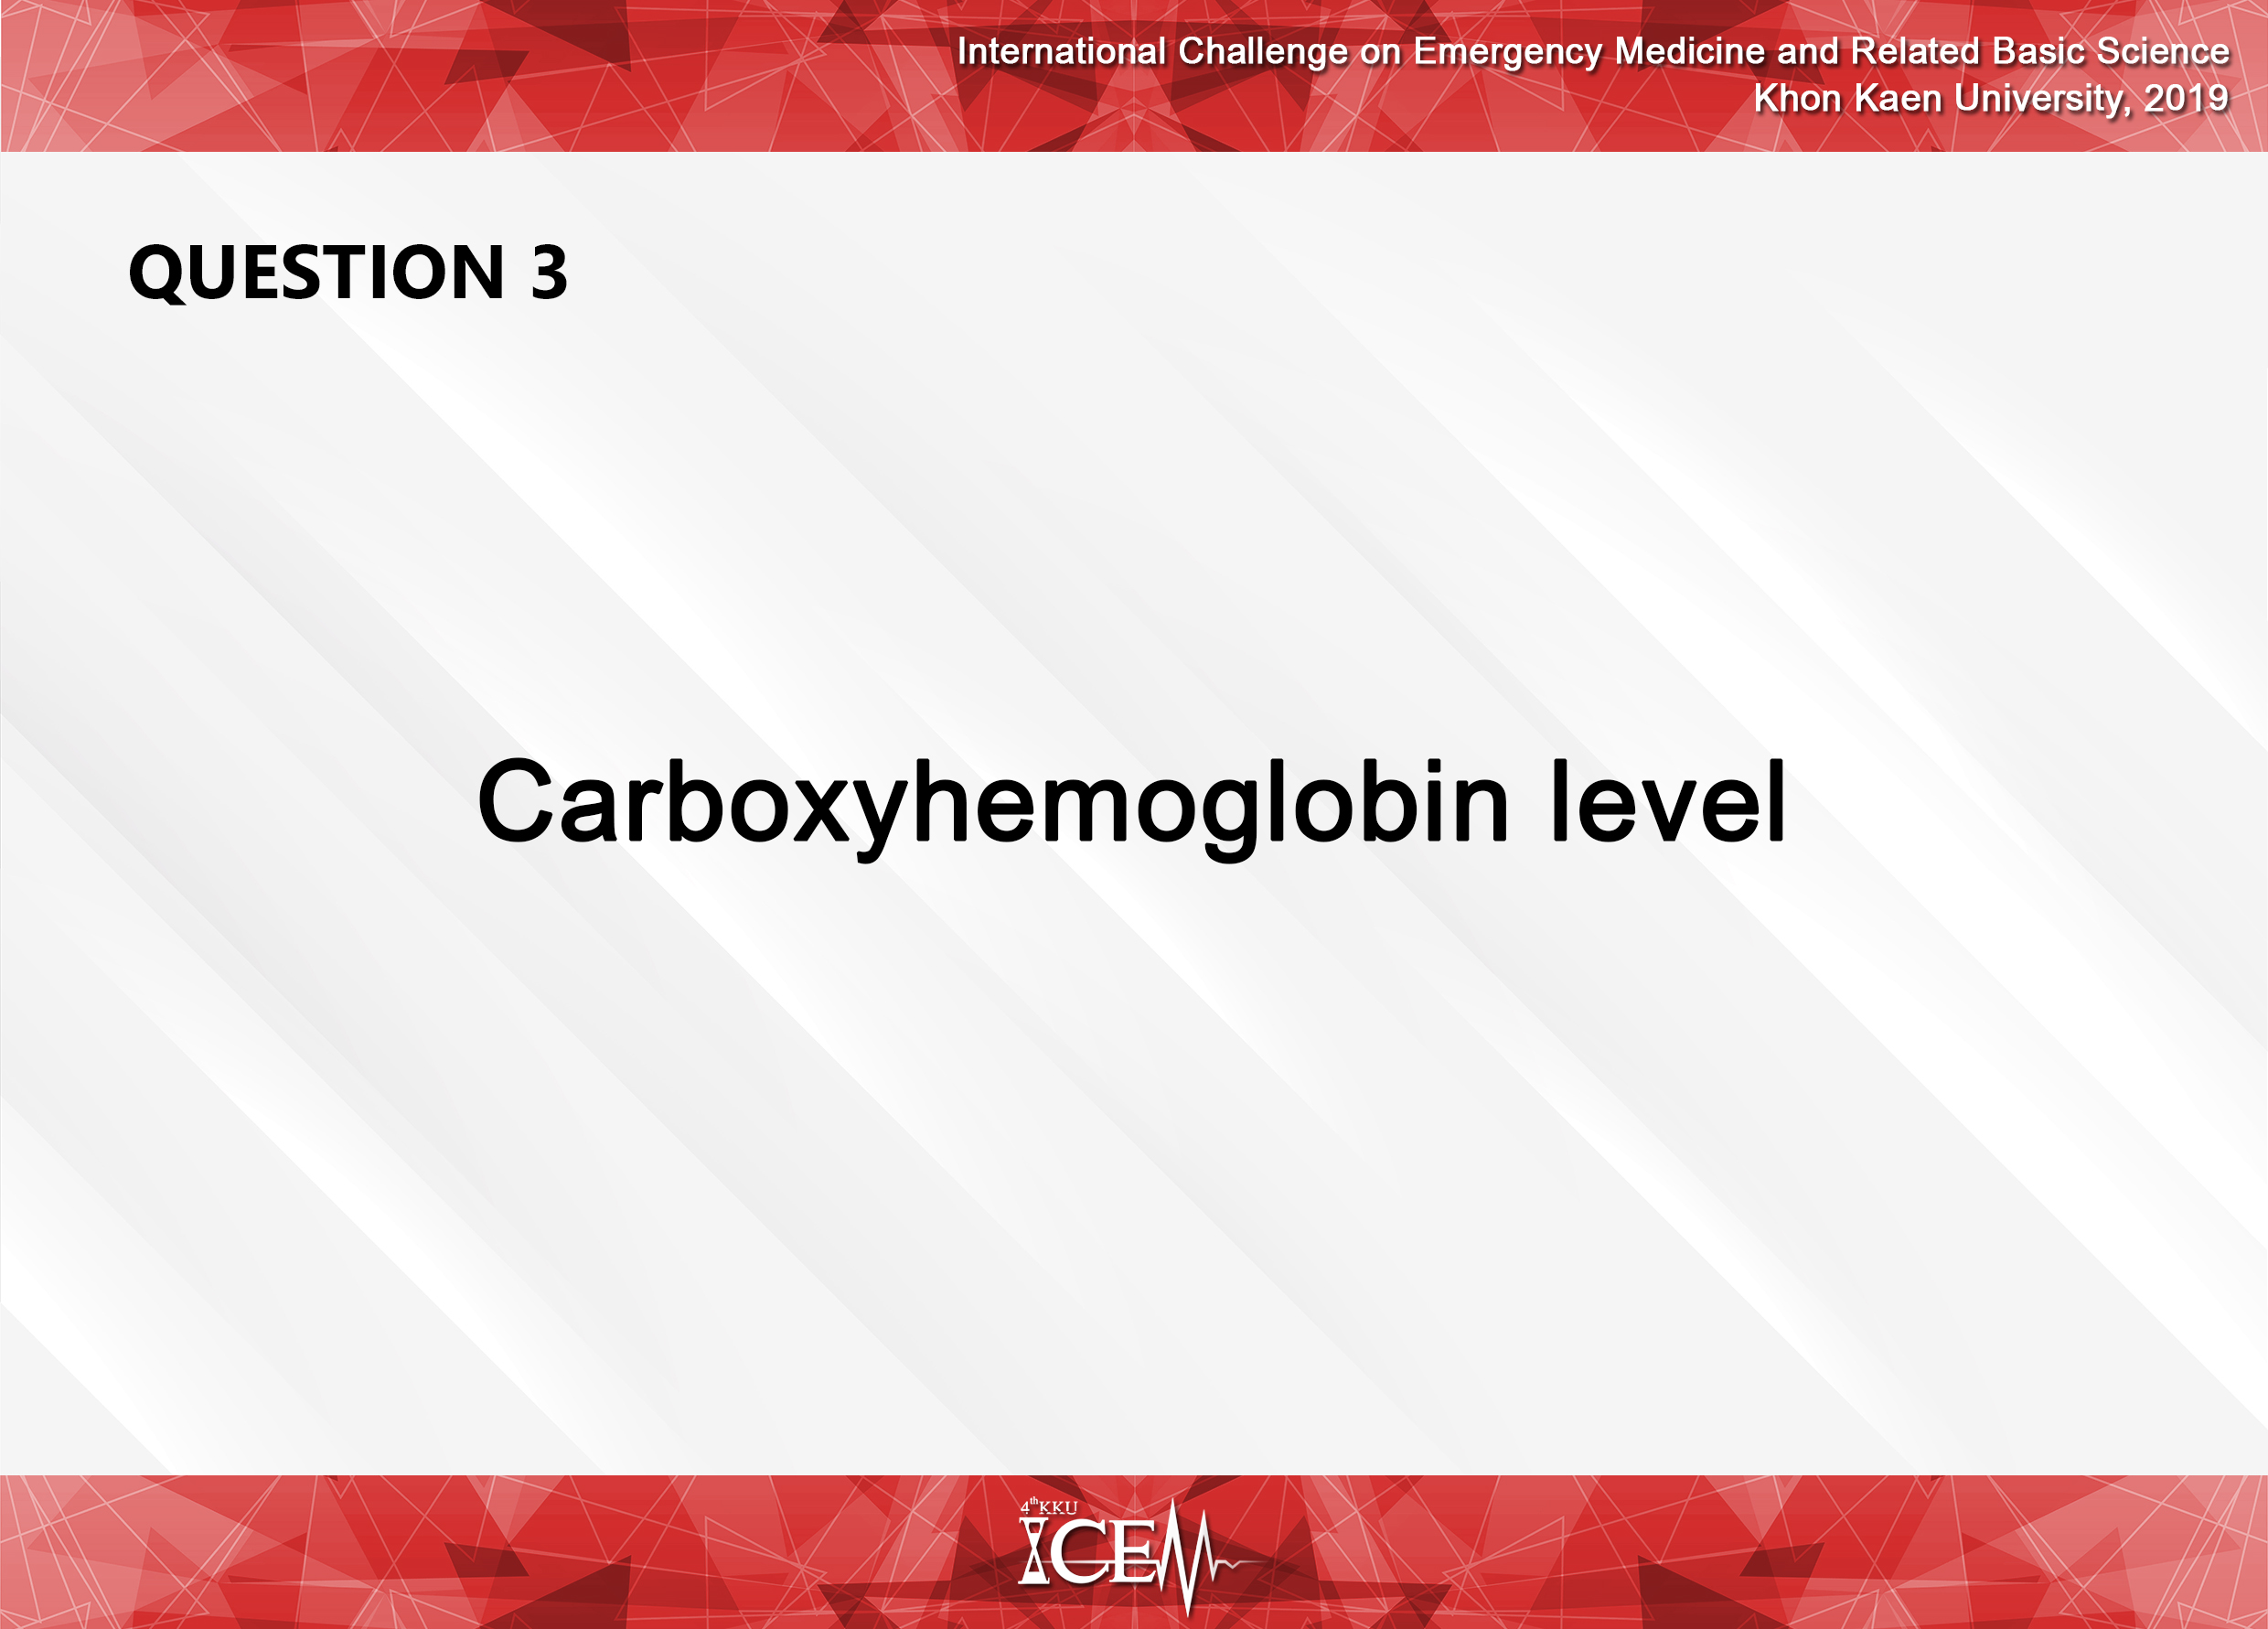 International Challenge on Emergency Medicine and Related Basic Science
Khon Kaen University, 2019
QUESTION 3
Carboxyhemoglobin level
4th KKU
ICEM